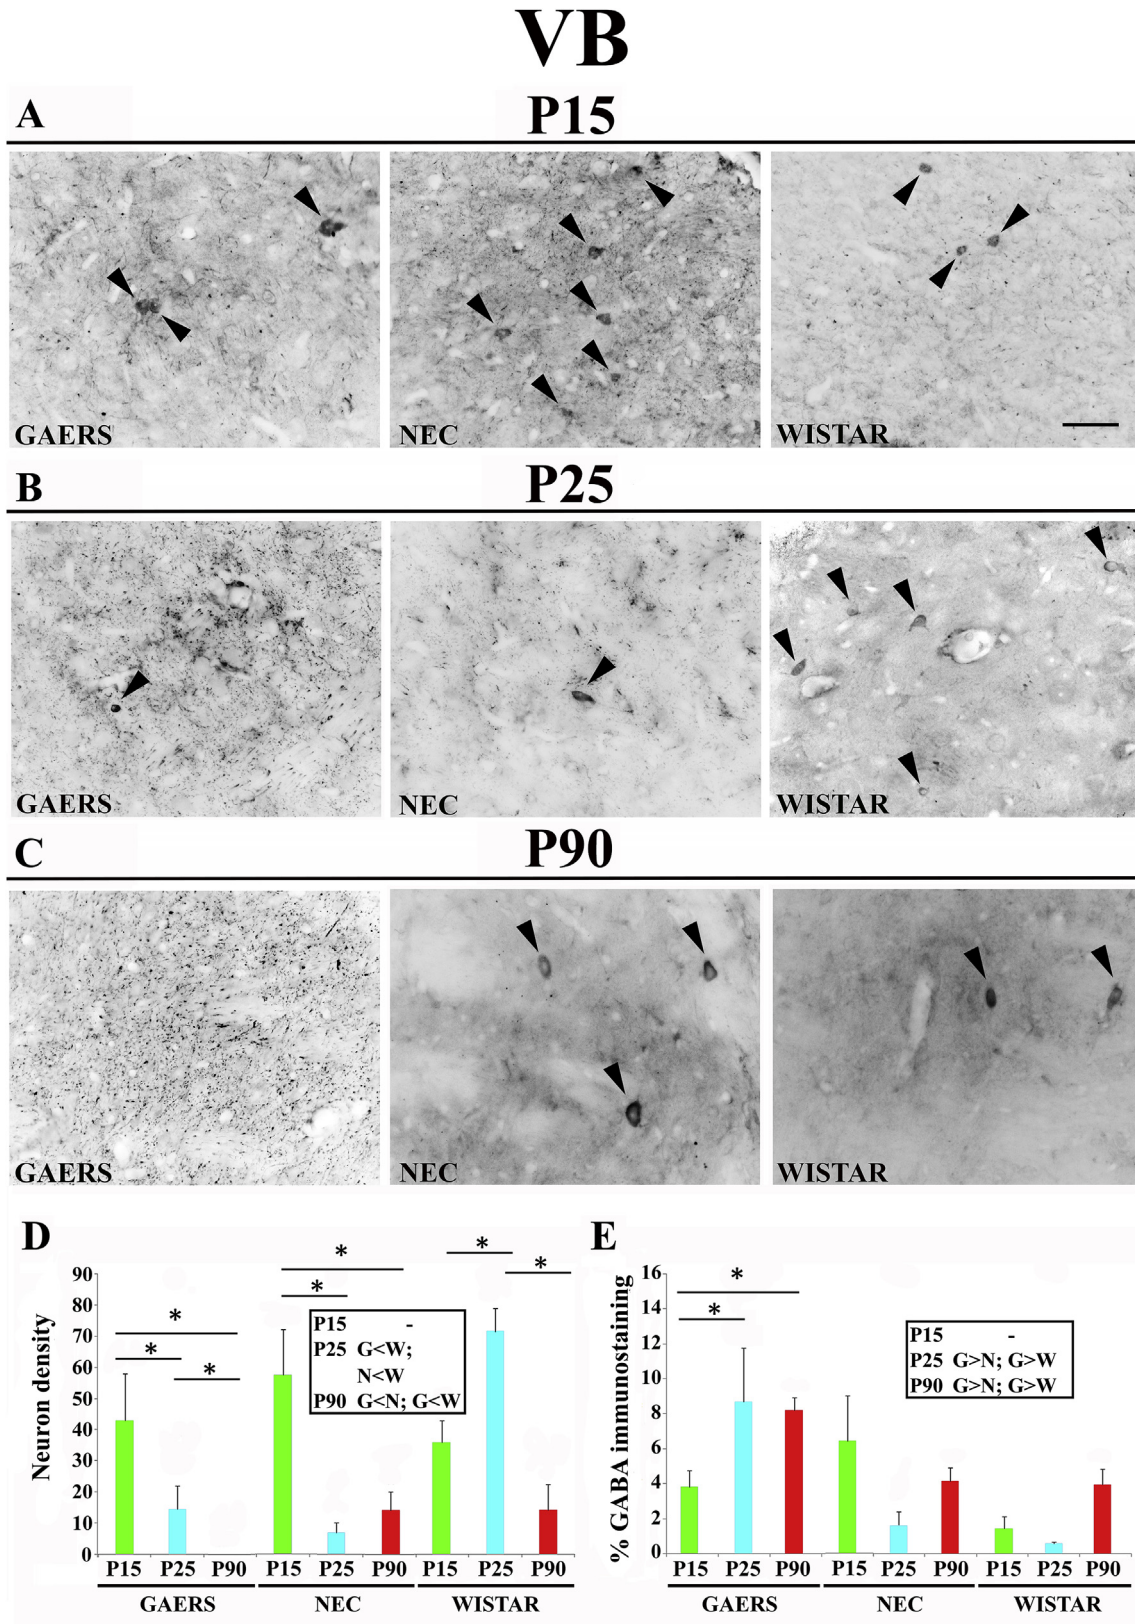 VB
A
P15
GAERS
NEC
WISTAR
B
P25
GAERS
NEC
WISTAR
C
P90
GAERS
NEC
WISTAR
D
Neuron density
90
80
70
60
50
40
30
20
10
0
* * *
* *
* *
P15 -
P25 G<W;
N<W
P90 G<N; G<W
P15 P25 P90 P15 P25 P90 P15 P25 P90
GAERS NEC WISTAR
E
% GABA immunostaining
16
14
12
10
8
6
4
2
0
*
*
P15 -
P25 G>N; G>W
P90 G>N; G>W
P15 P25 P90 P15 P25 P90 P15 P25 P90
GAERS NEC WISTAR